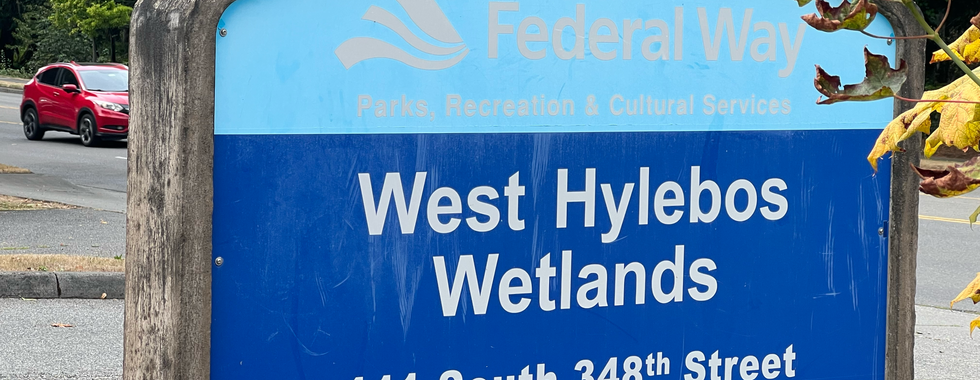 Federal Way
Parks, Recreation & Cultural Services
West Hylebos
Wetlands
South 348th Street